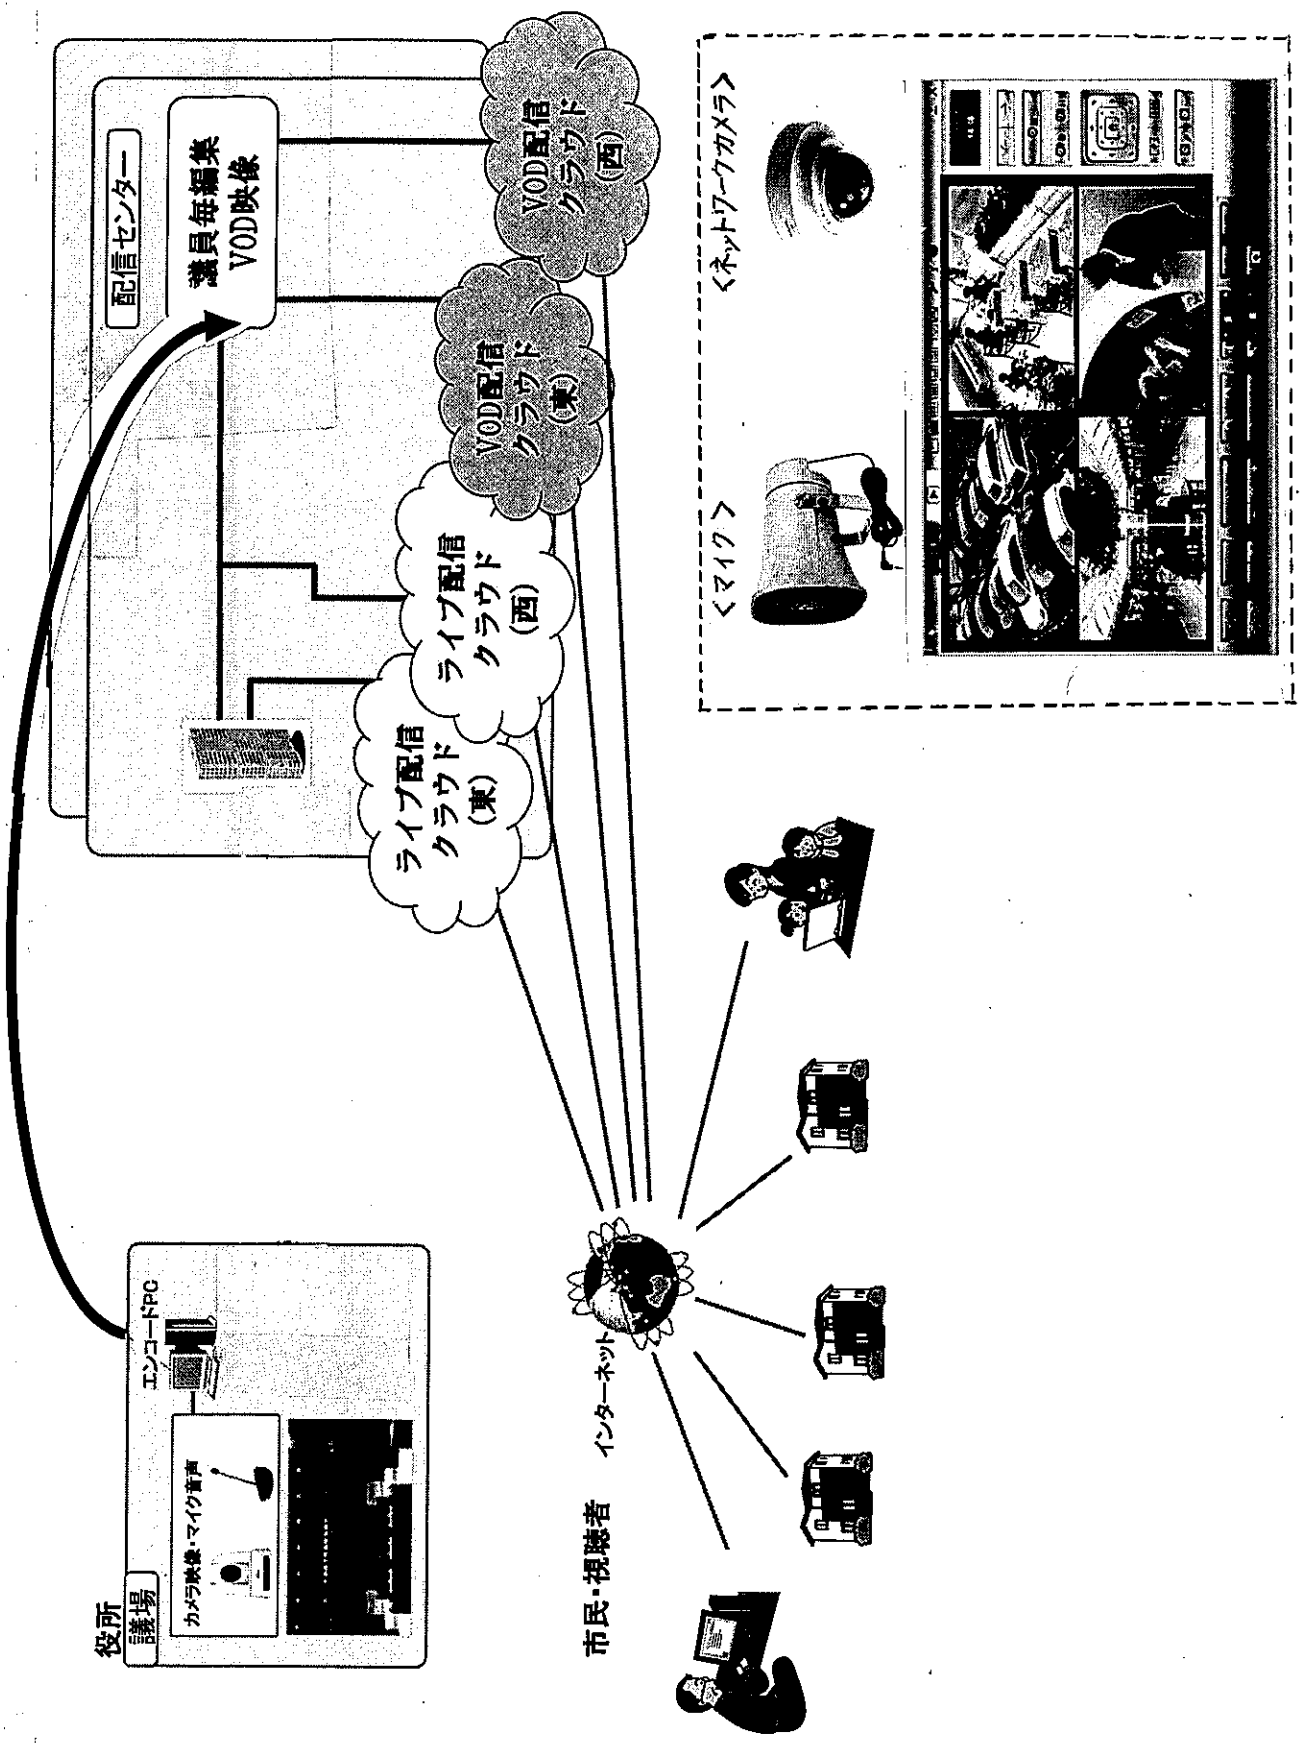 役所
議場
カメラ映像・マイク音声
エンコードPC
配信センター
議員毎編集
VOD映像
ライブ配信
クラウド
(東)
ライブ配信
クラウド
(西)
VOD配信
クラウド
(東)
VOD配信
クラウド
(西)
市民・視聴者
インターネット
<マイク>
<ネットワークカメラ>